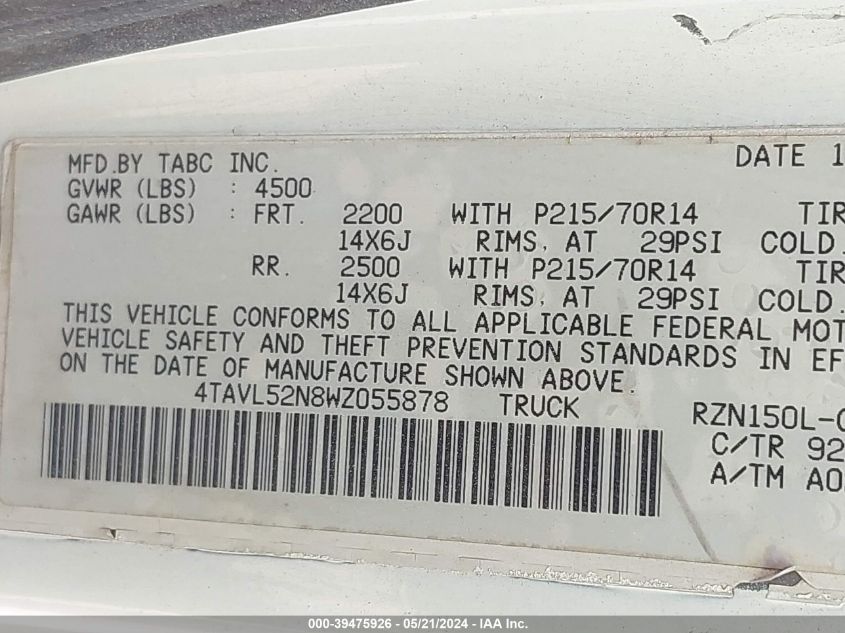 MFD.BY TABC INC. DATE 1
GVWR (LBS) : 4500
GAWR (LBS) : FRT. 2200 WITH P215/70R14 TIR
14X6J RIMS, AT 29PSI COLD.
RR. 2500 WITH P215/70R14 TIR
14X6J RIMS, AT 29PSI COLD.
THIS VEHICLE CONFORMS TO ALL APPLICABLE FEDERAL MOT
VEHICLE SAFETY AND THEFT PREVENTION STANDARDS IN EF
ON THE DATE OF MANUFACTURE SHOWN ABOVE.
4TAVL52N8WZ055878 TRUCK RZN150L-
C/TR 92
A/TM A0
000-39475926 - 05/21/2024 - IAA Inc.